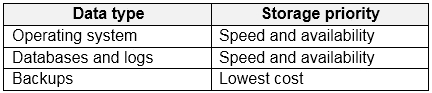 Data type Storage priority
Operating system Speed and availability
Databases and logs Speed and availability
Backups Lowest cost